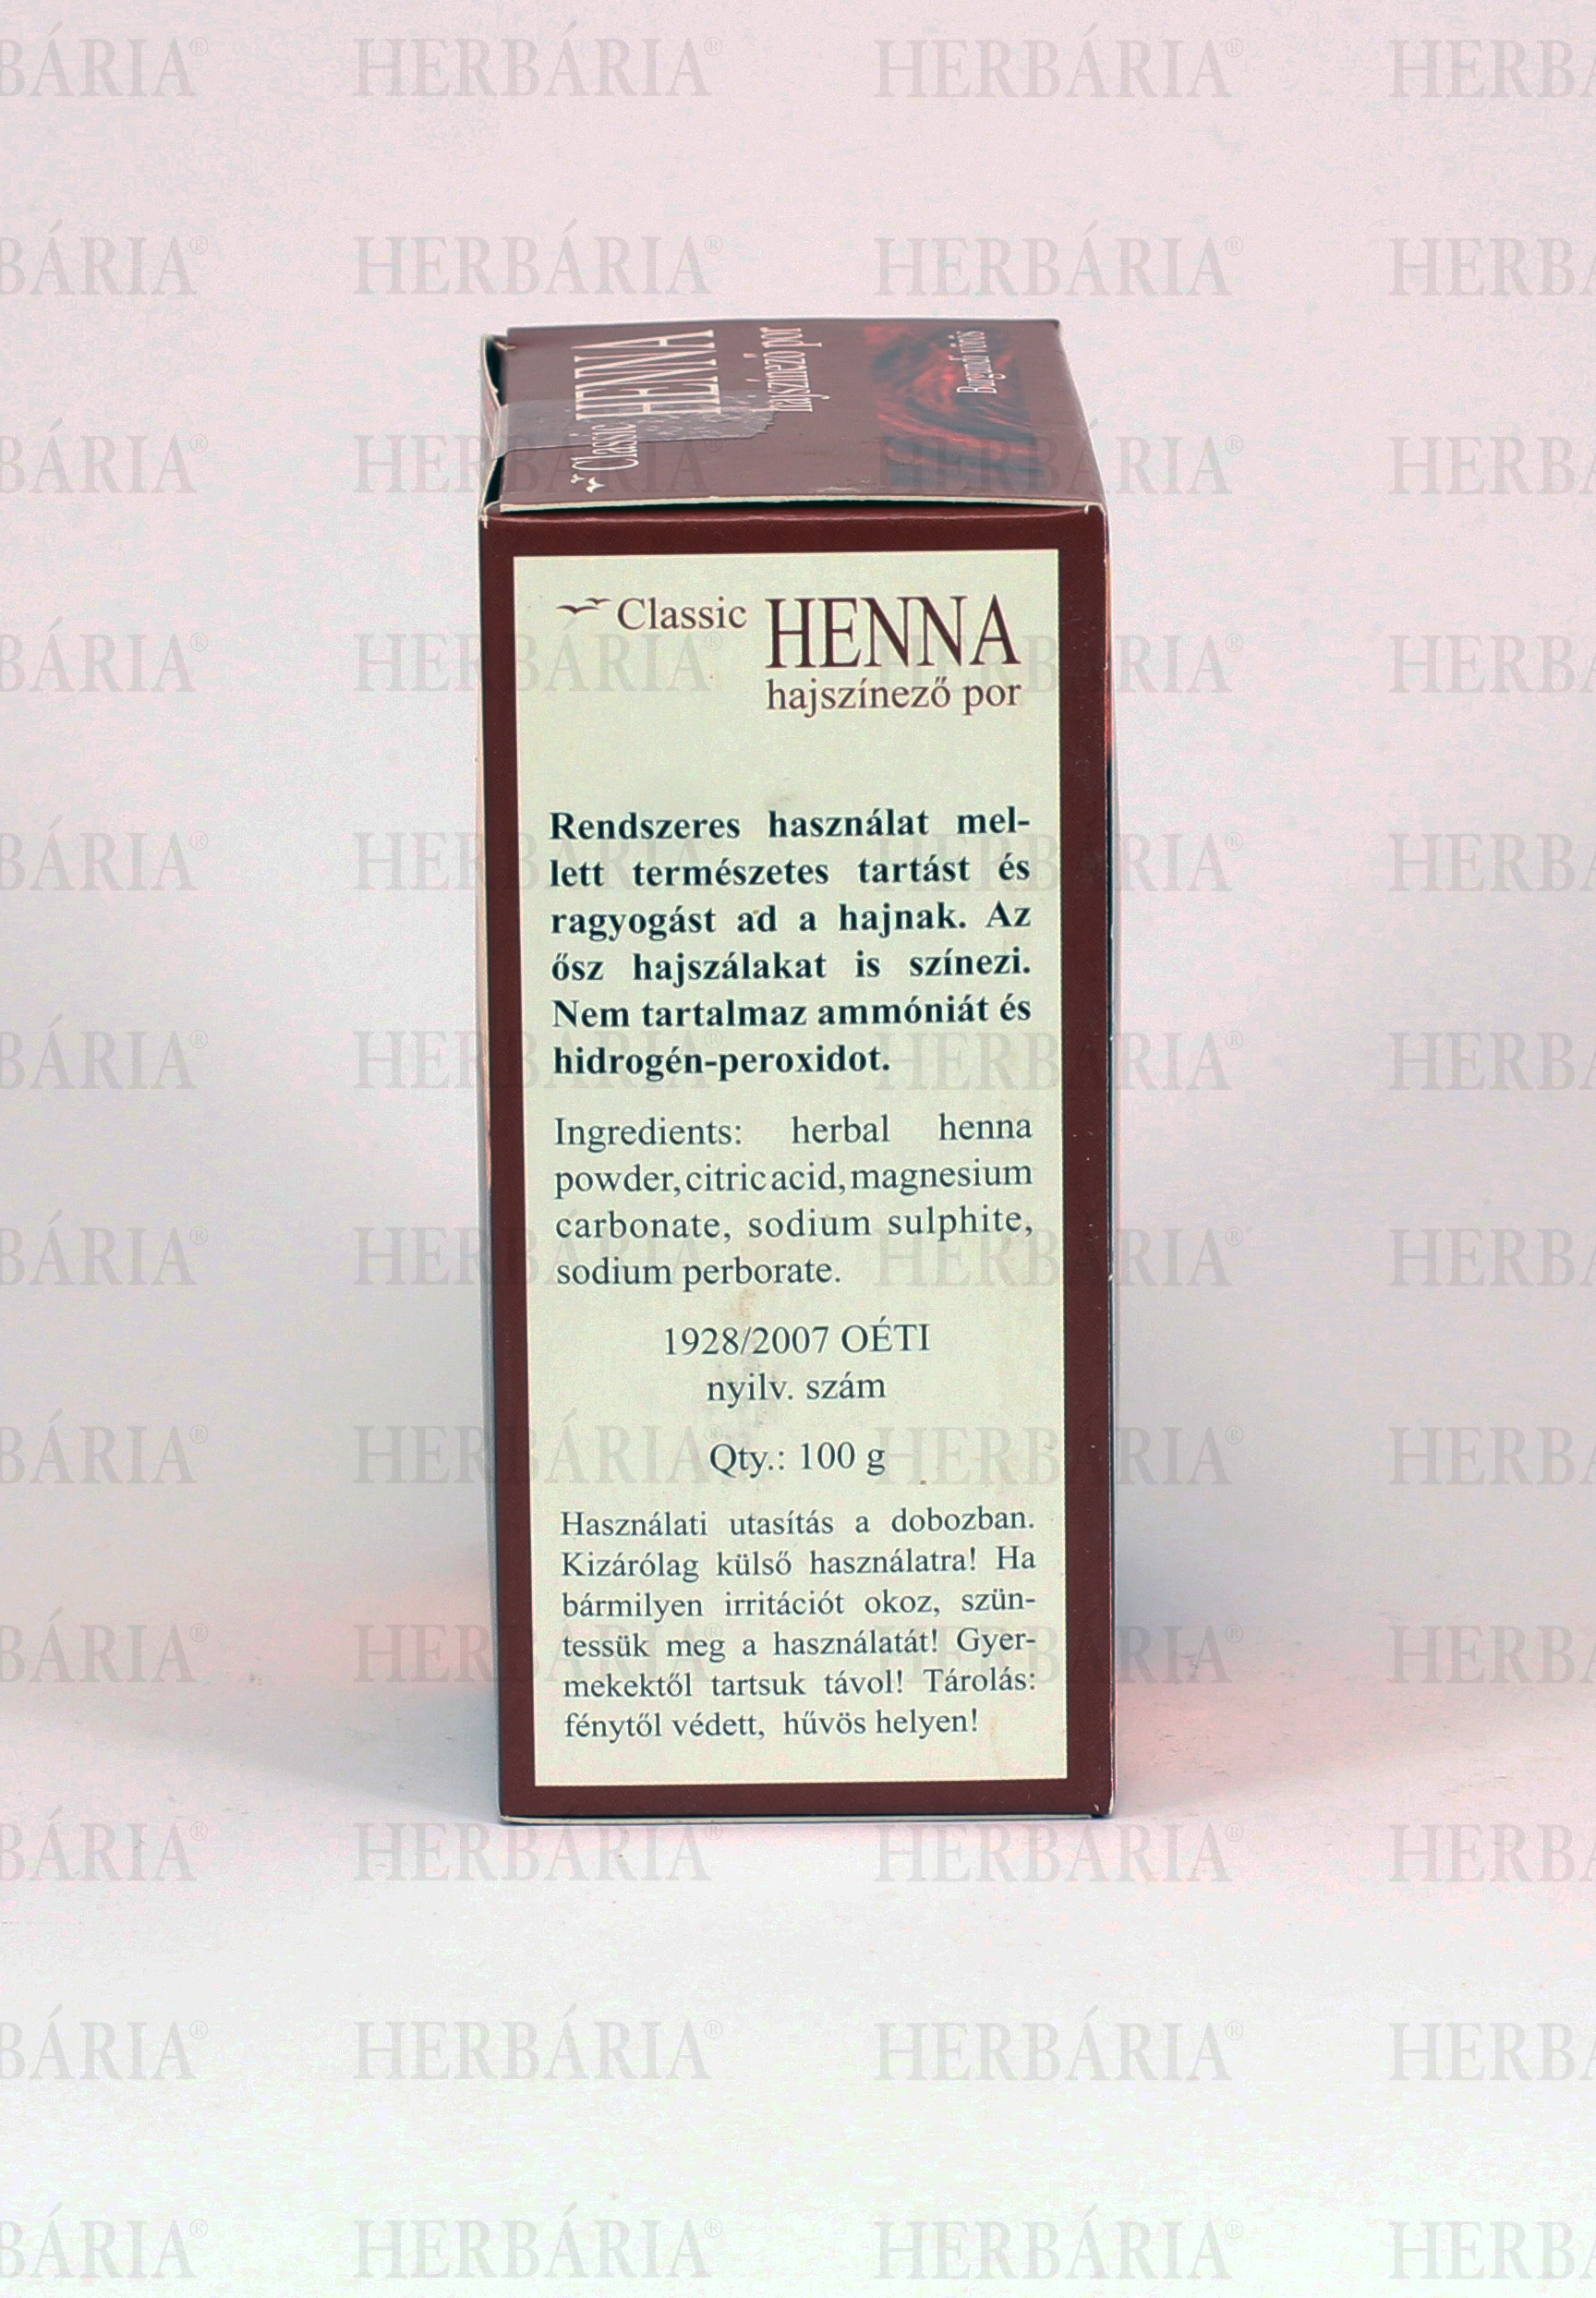 Classic HENNA
hajszínező por
Burgundi vörös
Classic HENNA
hajszínező por
Rendszeres használat mel-
lett természetes tartást és
ragyogást ad a hajnak. Az
ősz hajszálakat is színezi.
Nem tartalmaz ammóniát és
hidrogén-peroxidot.
Ingredients: herbal henna
powder, citric acid, magnesium
carbonate, sodium sulphite,
sodium perborate.
1928/2007 OÉTI
nyilv. szám
Qty.: 100 g
Használati utasítás a dobozban.
Kizárólag külső használatra! Ha
bármilyen irritációt okoz, szün-
tessük meg a használatát! Gyer-
mekektől tartsuk távol! Tárolás:
fénytől védett, hűvös helyen!
HERBÁRIA®